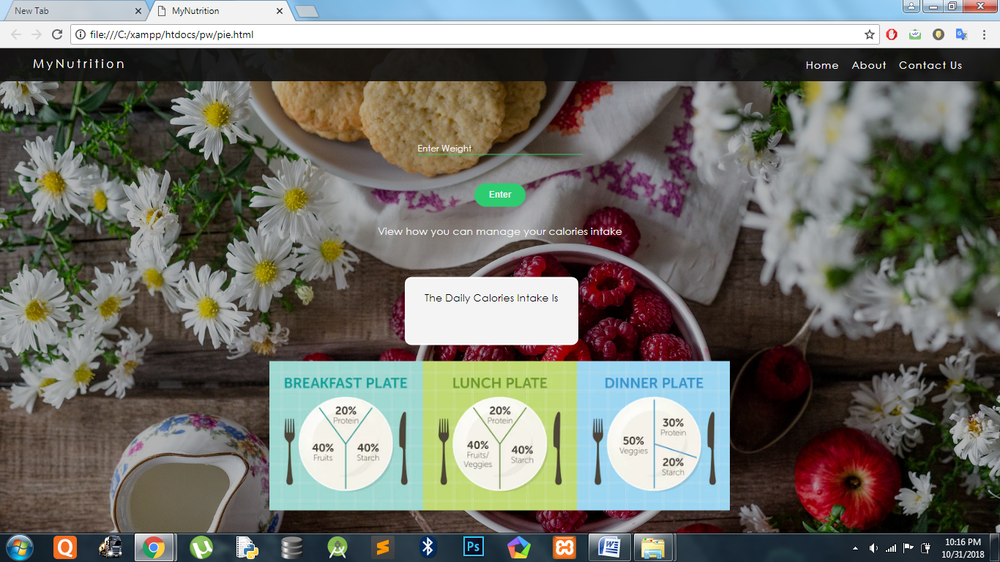 New Tab
MyNutrition
file:///C:/xampp/htdocs/pw/pie.html
MyNutrition
Home About Contact Us
Enter Weight
Enter
View how you can manage your calories intake
The Daily Calories Intake Is
BREAKFAST PLATE
20%
Protein
40%
Fruits
40%
Starch
LUNCH PLATE
20%
Protein
40%
Fruits/
Veggies
40%
Starch
DINNER PLATE
50%
Veggies
30%
Protein
20%
Starch
Q
Ps
W
10:16 PM
10/31/2018